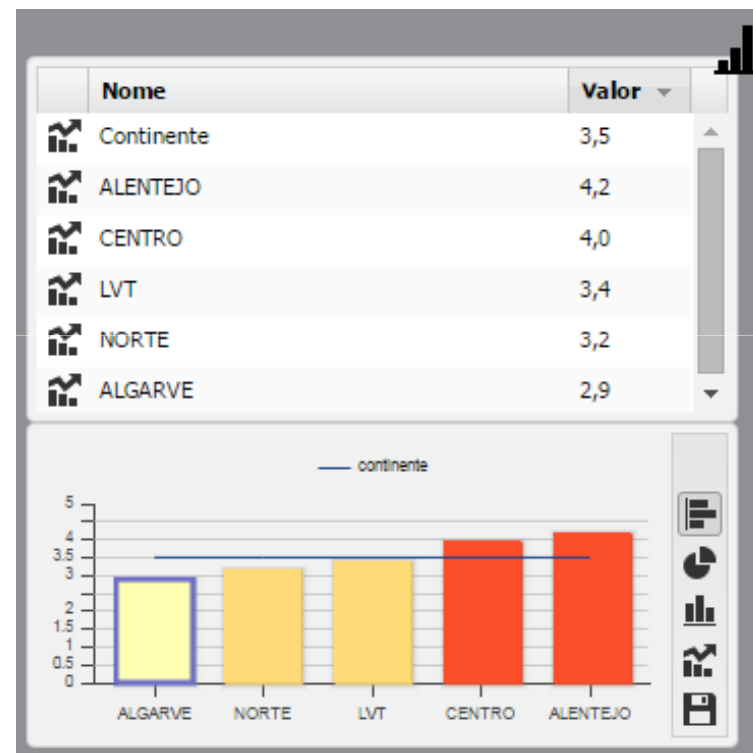 Nome Valor
Continente 3,5
ALENTEJO 4,2
CENTRO 4,0
LVT 3,4
NORTE 3,2
ALGARVE 2,9
continente
5
4
3.5
3
2
1.5
1
0.5
0
ALGARVE NORTE LVT CENTRO ALENTEJO